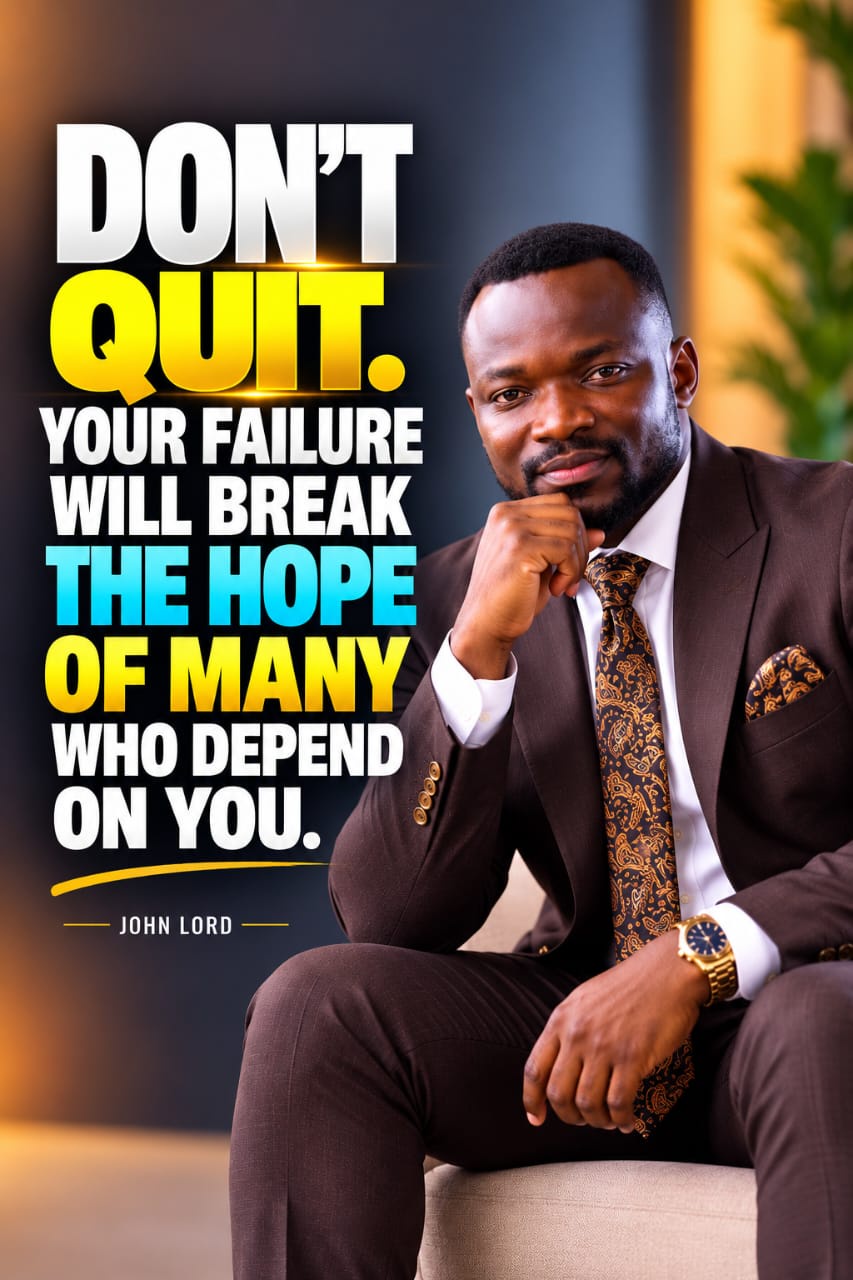 DON'T
QUIT.
YOUR FAILURE
WILL BREAK
THE HOPE
OF MANY
WHO DEPEND
ON YOU.
JOHN LORD